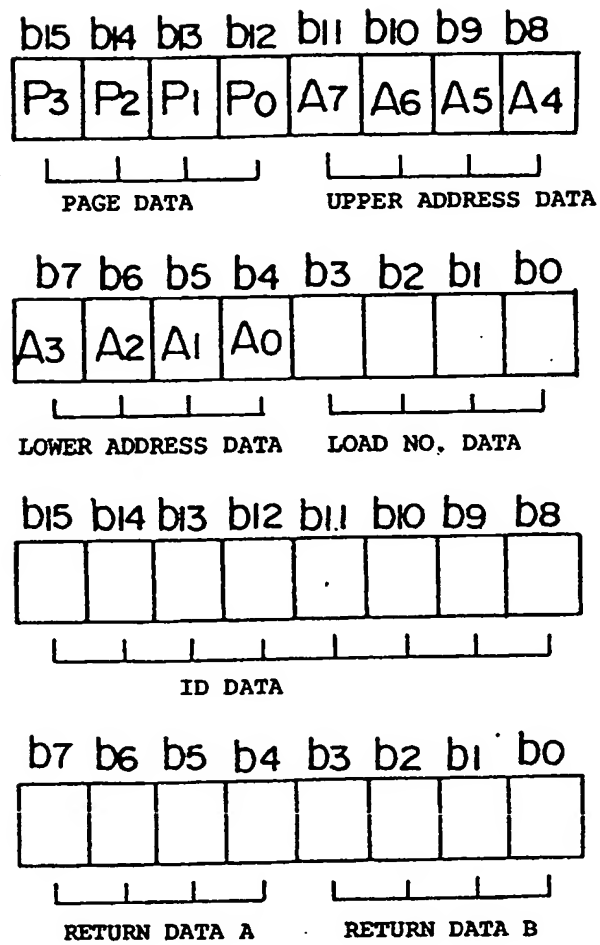 b15 b14 b13 b12 b11 b10 b9 b8
P3 P2 P1 P0 A7 A6 A5 A4
PAGE DATA UPPER ADDRESS DATA
b7 b6 b5 b4 b3 b2 b1 b0
A3 A2 A1 A0
LOWER ADDRESS DATA LOAD NO. DATA
b15 b14 b13 b12 b11 b10 b9 b8
ID DATA
b7 b6 b5 b4 b3 b2 b1 b0
RETURN DATA A RETURN DATA B